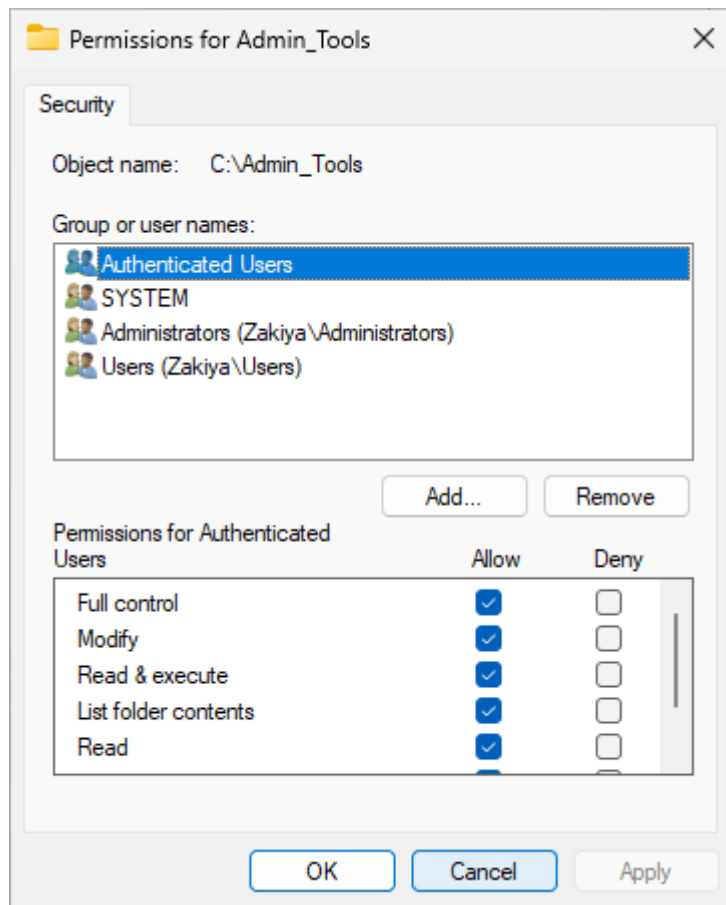 Permissions for Admin_Tools
Security
Object name: C:\Admin_Tools
Group or user names:
Authenticated Users
SYSTEM
Administrators (Zakiya\Administrators)
Users (Zakiya\Users)
Add... Remove
Permissions for Authenticated
Users Allow Deny
Full control
Modify
Read & execute
List folder contents
Read
OK Cancel Apply